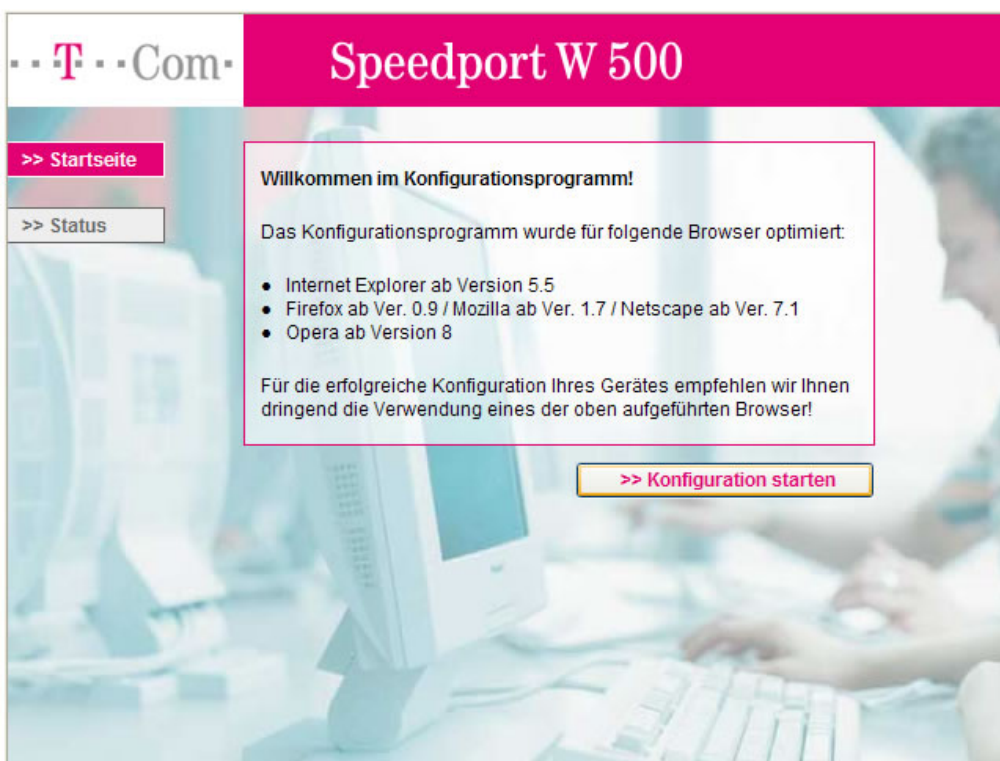 ··T··Com·
Speedport W 500
>> Startseite
>> Status
Willkommen im Konfigurationsprogramm!
Das Konfigurationsprogramm wurde für folgende Browser optimiert:
● Internet Explorer ab Version 5.5
● Firefox ab Ver. 0.9 / Mozilla ab Ver. 1.7 / Netscape ab Ver. 7.1
● Opera ab Version 8
Für die erfolgreiche Konfiguration Ihres Gerätes empfehlen wir Ihnen
dringend die Verwendung eines der oben aufgeführten Browser!
>> Konfiguration starten